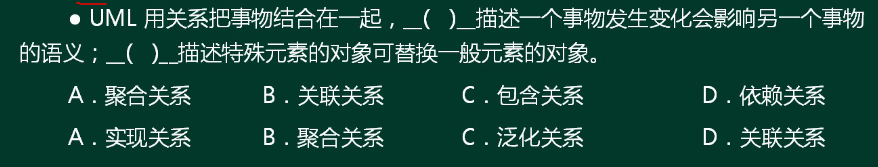 ● UML 用关系把事物结合在一起，__( )__描述一个事物发生变化会影响另一个事物
的语义；__( )__描述特殊元素的对象可替换一般元素的对象。
A．聚合关系 B．关联关系 C．包含关系 D．依赖关系
A．实现关系 B．聚合关系 C．泛化关系 D．关联关系